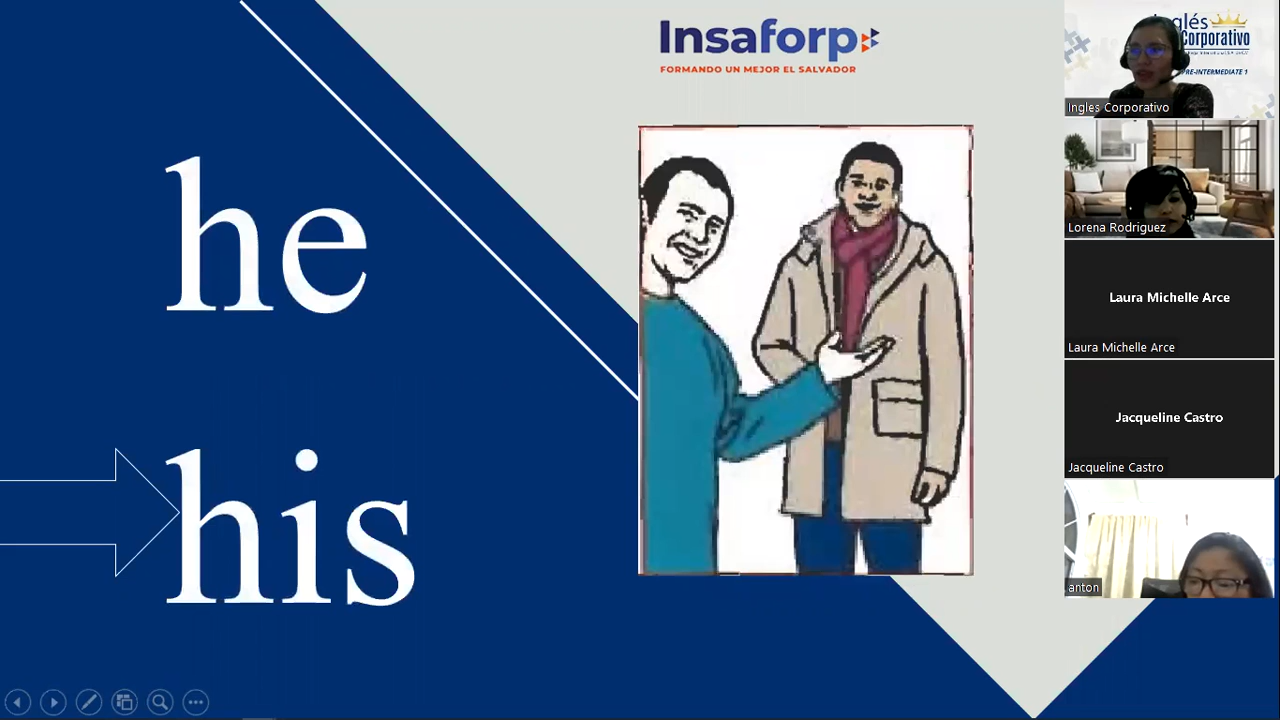 Insaforp
FORMANDO UN MEJOR EL SALVADOR
he
his
Inglés
Corporativo
PRE-INTERMEDIATE 1
Ingles Corporativo
Lorena Rodriguez
Laura Michelle Arce
Laura Michelle Arce
Jacqueline Castro
Jacqueline Castro
anton